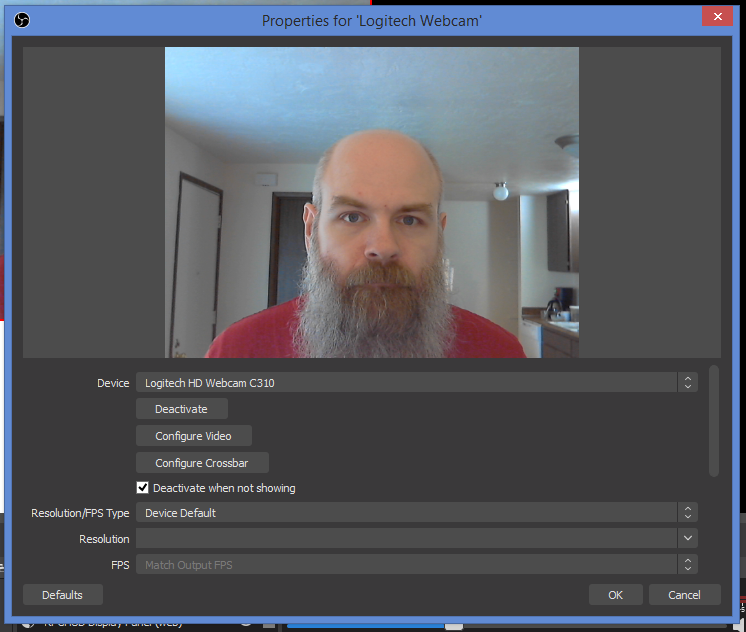 Properties for 'Logitech Webcam'
Device
Logitech HD Webcam C310
Deactivate
Configure Video
Configure Crossbar
Deactivate when not showing
Resolution/FPS Type
Device Default
Resolution
FPS
Match Output FPS
Defaults
OK
Cancel